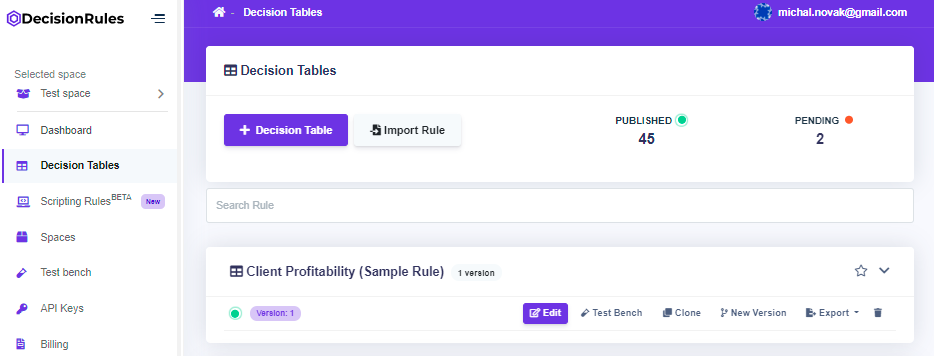 DecisionRules
- Decision Tables
michal.novak@gmail.com
Selected space
Test space
Dashboard
Decision Tables
Scripting Rules BETA New
Spaces
Test bench
API Keys
Billing
Decision Tables
+ Decision Table
Import Rule
PUBLISHED
45
PENDING
2
Search Rule
Client Profitability (Sample Rule) 1 version
Version: 1
Edit
Test Bench
Clone
New Version
Export